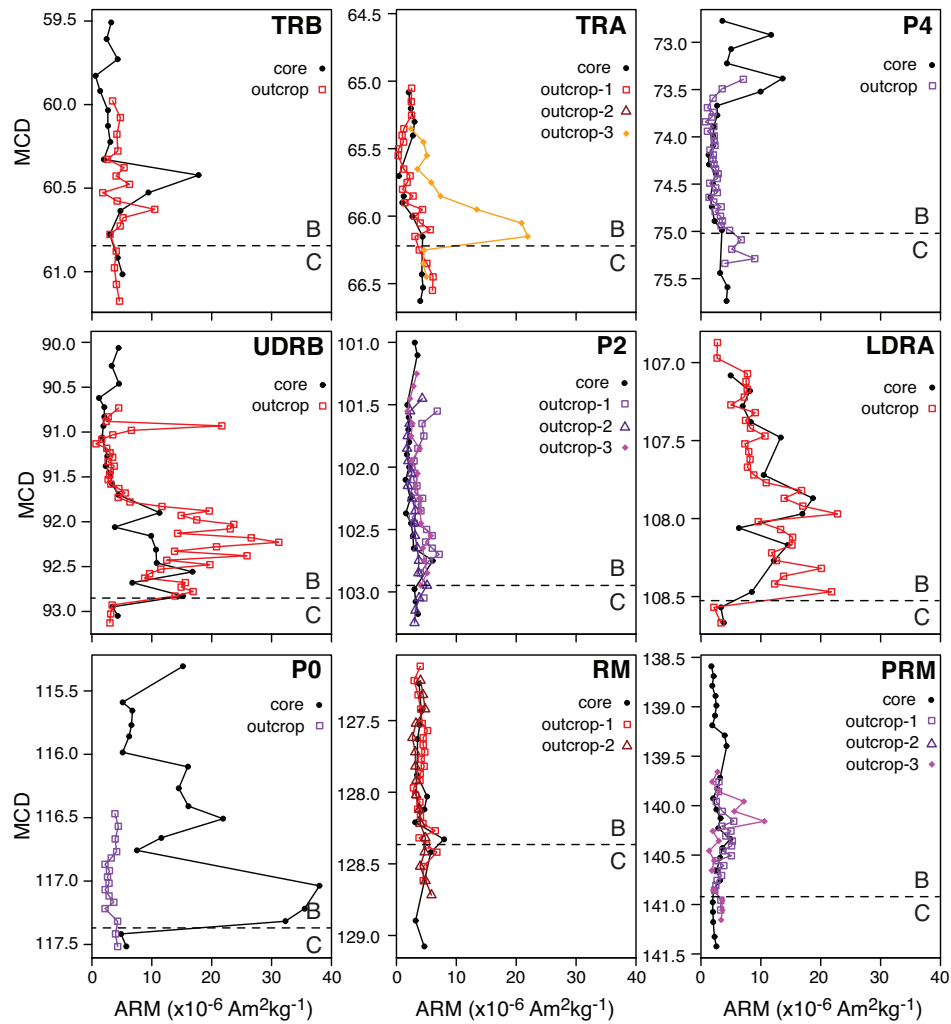 TRB
core
outcrop
MCD
59.5
60.0
60.5
61.0
B
C
TRA
core
outcrop-1
outcrop-2
outcrop-3
64.5
65.0
65.5
66.0
66.5
B
C
P4
core
outcrop
73.0
73.5
74.0
74.5
75.0
75.5
B
C
UDRB
core
outcrop
MCD
90.0
90.5
91.0
91.5
92.0
92.5
93.0
B
C
P2
core
outcrop-1
outcrop-2
outcrop-3
101.0
101.5
102.0
102.5
103.0
B
C
LDRA
core
outcrop
107.0
107.5
108.0
108.5
B
C
P0
core
outcrop
MCD
115.5
116.0
116.5
117.0
117.5
B
C
0 10 20 30 40
ARM (x10-6 Am2kg-1)
RM
core
outcrop-1
outcrop-2
127.5
128.0
128.5
129.0
B
C
0 10 20 30 40
ARM (x10-6 Am2kg-1)
PRM
core
outcrop-1
outcrop-2
outcrop-3
138.5
139.0
139.5
140.0
140.5
141.0
141.5
B
C
0 10 20 30 40
ARM (x10-6 Am2kg-1)